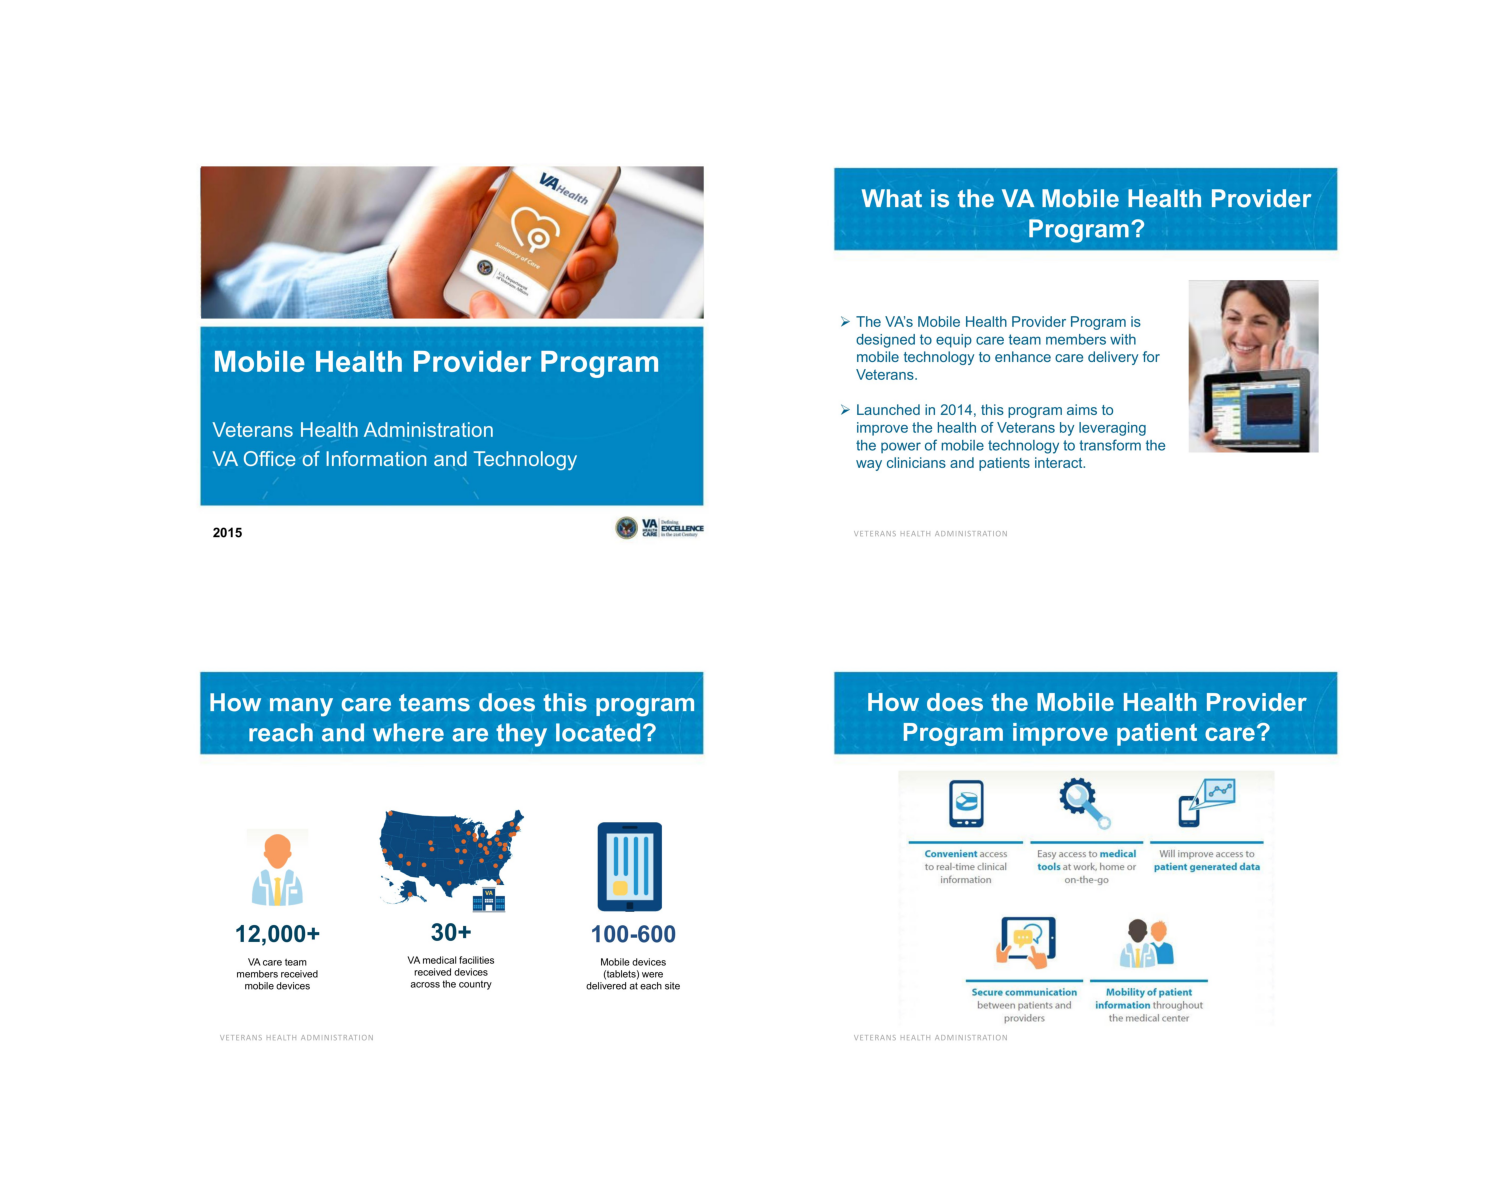 VA Health
Summary of Care
U.S. Department
of Veterans Affairs
Mobile Health Provider Program
Veterans Health Administration
VA Office of Information and Technology
2015
VA
HEALTH
CARE
Defining
EXCELLENCE
in the 21st Century
What is the VA Mobile Health Provider
Program?
➢ The VA’s Mobile Health Provider Program is
designed to equip care team members with
mobile technology to enhance care delivery for
Veterans.
➢ Launched in 2014, this program aims to
improve the health of Veterans by leveraging
the power of mobile technology to transform the
way clinicians and patients interact.
VETERANS HEALTH ADMINISTRATION
How many care teams does this program
reach and where are they located?
VA
12,000+
VA care team
members received
mobile devices
30+
VA medical facilities
received devices
across the country
100-600
Mobile devices
(tablets) were
delivered at each site
VETERANS HEALTH ADMINISTRATION
How does the Mobile Health Provider
Program improve patient care?
Convenient access
to real-time clinical
information
Easy access to medical
tools at work, home or
on-the-go
Will improve access to
patient generated data
Secure communication
between patients and
providers
Mobility of patient
information throughout
the medical center
VETERANS HEALTH ADMINISTRATION